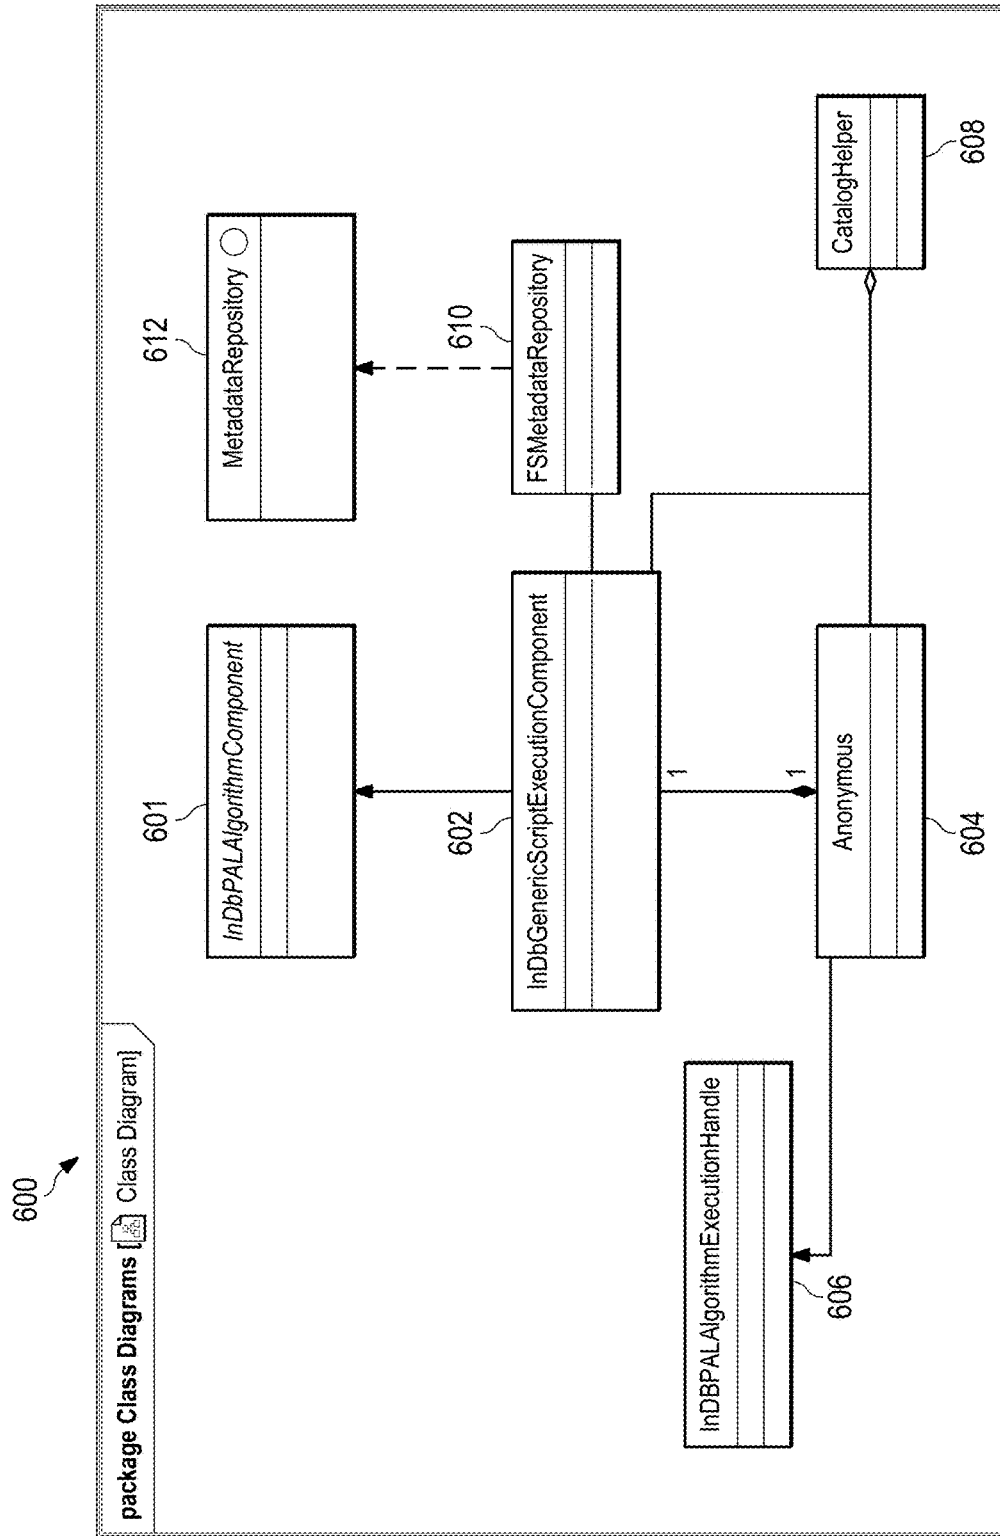 600
package Class Diagrams [ Class Diagram]
601
InDbPALAlgorithmComponent
612
MetadataRepository
602
InDbGenericScriptExecutionComponent
610
FSMetadataRepository
1
1
InDBPALAlgorithmExecutionHandle
606
Anonymous
604
CatalogHelper
608